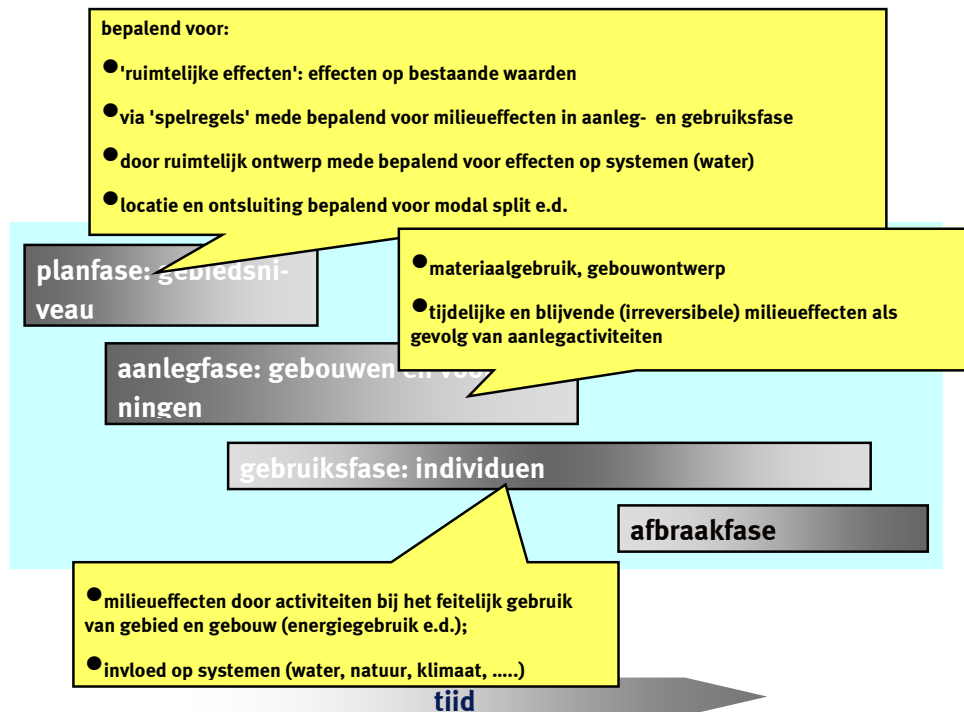 bepalend voor:
●'ruimtelijke effecten': effecten op bestaande waarden
●via 'spelregels' mede bepalend voor milieueffecten in aanleg- en gebruiksfase
●door ruimtelijk ontwerp mede bepalend voor effecten op systemen (water)
●locatie en ontsluiting bepalend voor modal split e.d.
planfase: gebiedsni-
veau
●materiaalgebruik, gebouwontwerp
●tijdelijke en blijvende (irreversibele) milieueffecten als
gevolg van aanlegactiviteiten
aanlegfase: gebouwen en
ningen
gebruiksfase: individuen
afbraakfase
●milieueffecten door activiteiten bij het feitelijk gebruik
van gebied en gebouw (energiegebruik e.d.);
●invloed op systemen (water, natuur, klimaat, .....)
tijd